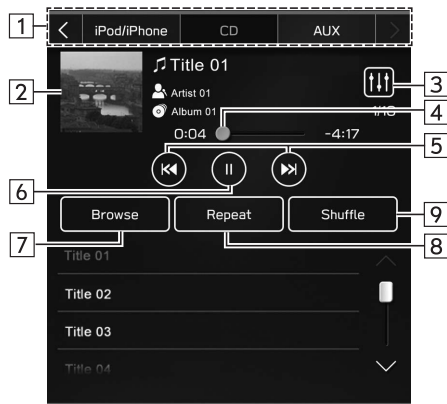 1
iPod/iPhone CD AUX
2
Title 01
Artist 01
Album 01
3
4
0:04 -4:17
5
6
Browse Repeat Shuffle
9
7
8
Title 01
Title 02
Title 03
Title 04